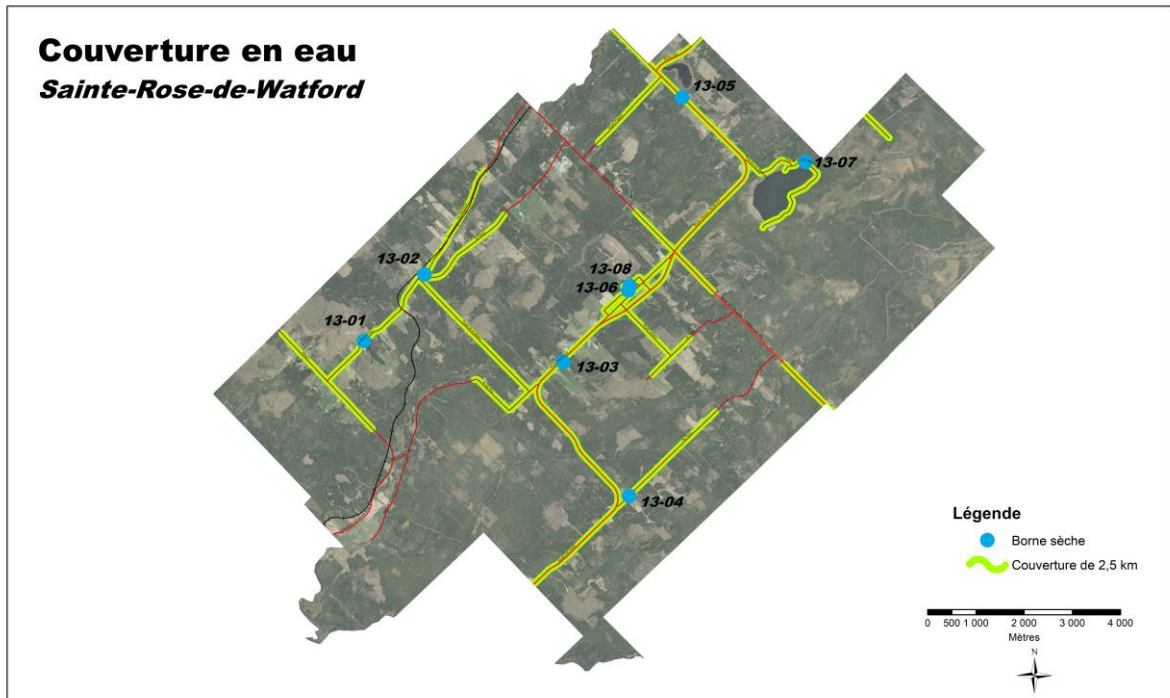 Couverture en eau
Sainte-Rose-de-Watford
13-05
13-07
13-02
13-08
13-06
13-01
13-03
13-04
Légende
Borne sèche
Couverture de 2,5 km
0 500 1 000 2 000 3 000 4 000
Mètres
N